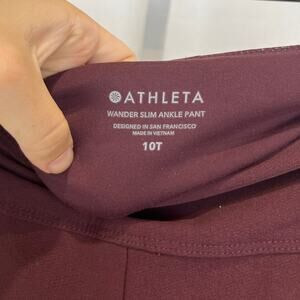 ATHLETA
WANDER SLIM ANKLE PANT
DESIGNED IN SAN FRANCISCO
MADE IN VIETNAM
10T